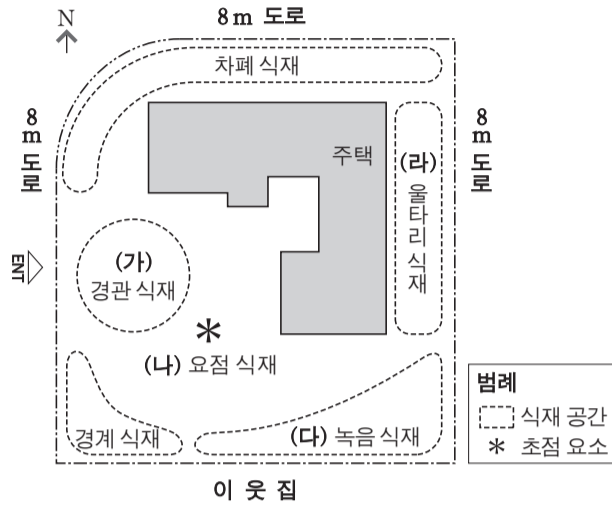 N
8m 도로
차폐 식재
8m 도로
주택
(라) 울타리 식재
8m 도로
(가)
경관 식재
ENT
(나) 요점 식재
경계 식재
(다) 녹음 식재
이 웃 집
범례
식재 공간
* 초점 요소